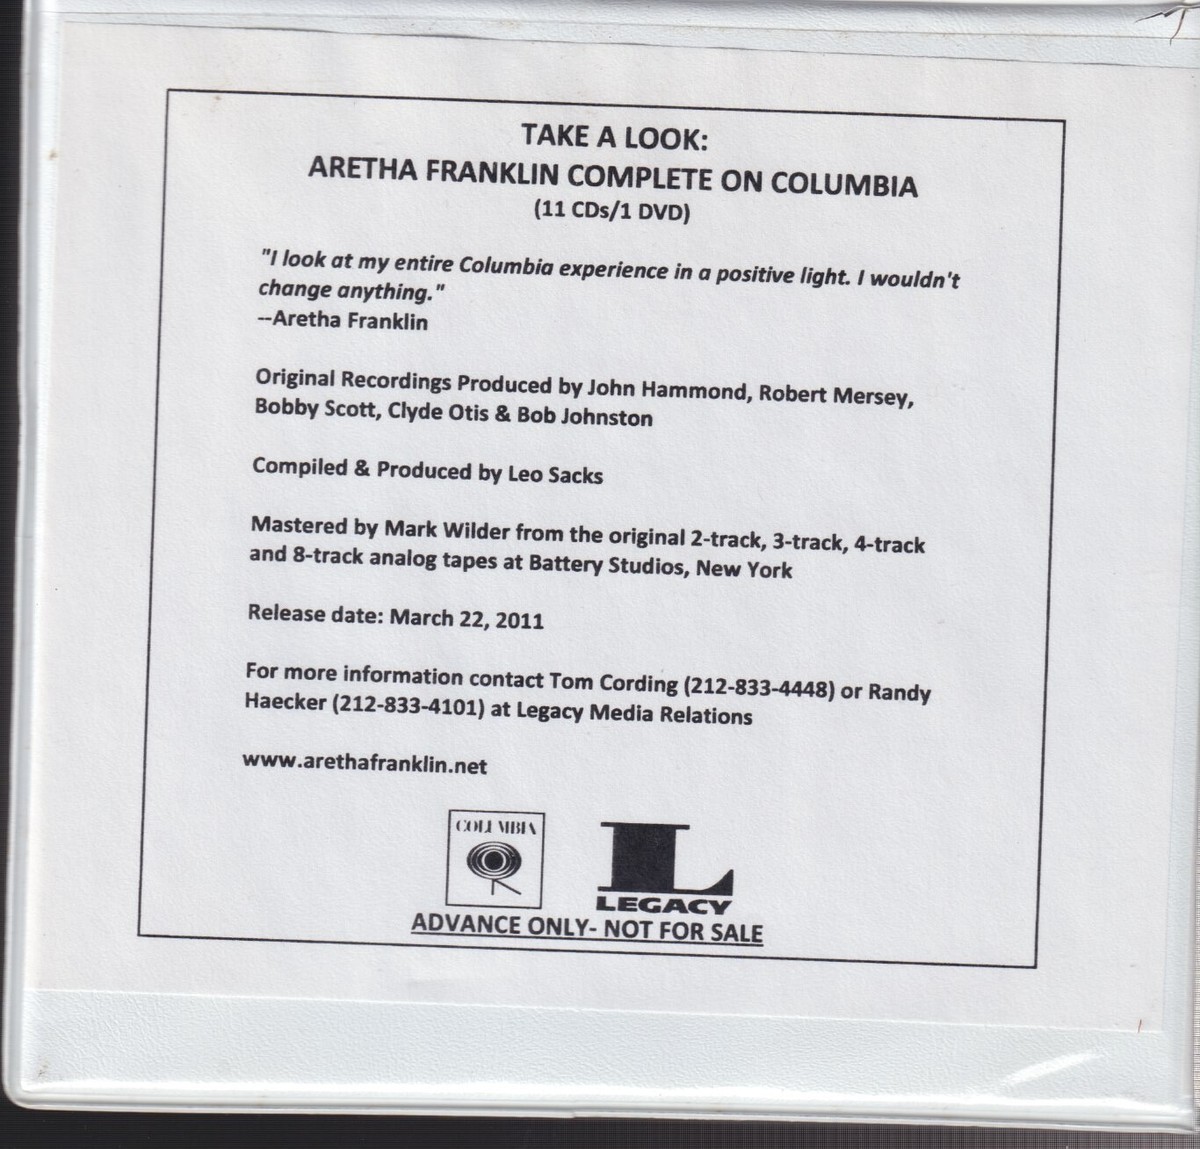 TAKE A LOOK:
ARETHA FRANKLIN COMPLETE ON COLUMBIA
(11 CDs/1 DVD)
"I look at my entire Columbia experience in a positive light. I wouldn't
change anything."
--Aretha Franklin
Original Recordings Produced by John Hammond, Robert Mersey,
Bobby Scott, Clyde Otis & Bob Johnston
Compiled & Produced by Leo Sacks
Mastered by Mark Wilder from the original 2-track, 3-track, 4-track
and 8-track analog tapes at Battery Studios, New York
Release date: March 22, 2011
For more information contact Tom Cording (212-833-4448) or Randy
Haecker (212-833-4101) at Legacy Media Relations
www.arethafranklin.net
COLUMBIA
L
LEGACY
ADVANCE ONLY- NOT FOR SALE